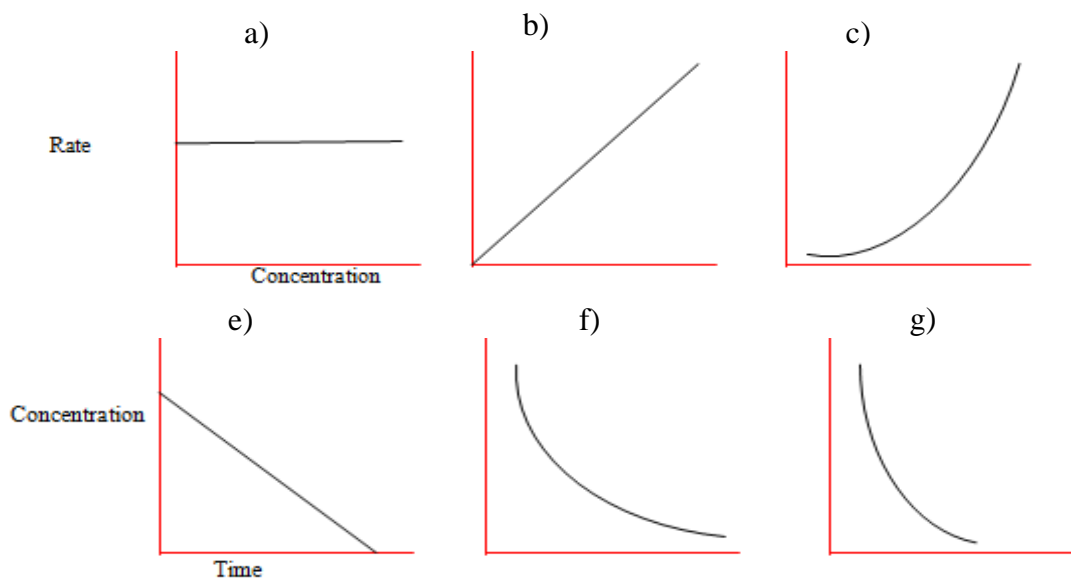 a)
b)
c)
Rate
Concentration
e)
f)
g)
Concentration
Time